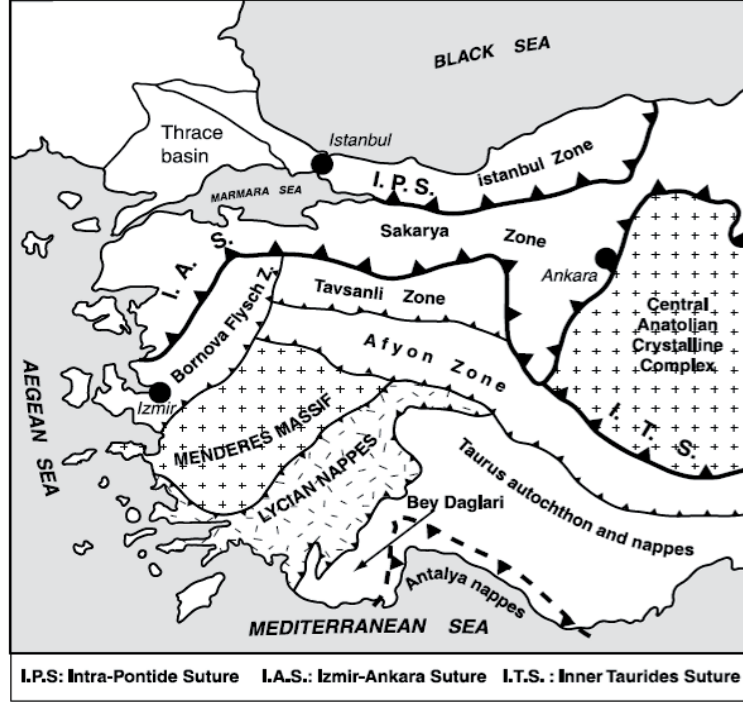 BLACK SEA
Istanbul
Thrace
basin
I.P.S.
istanbul Zone
MARMARA SEA
Sakarya Zone
I. A. S.
Ankara
Bornova Flysch Z.
Tavsanli Zone
Central
Anatolian
Crystalline
Complex
Afyon Zone
AEGEAN SEA
Izmir
MENDERES MASSIF
I. T. S.
LYCIAN NAPPES
Taurus autochthon and nappes
Bey Daglari
Antalya nappes
MEDITERRANEAN SEA
I.P.S: Intra-Pontide Suture I.A.S.: Izmir-Ankara Suture I.T.S. : Inner Taurides Suture